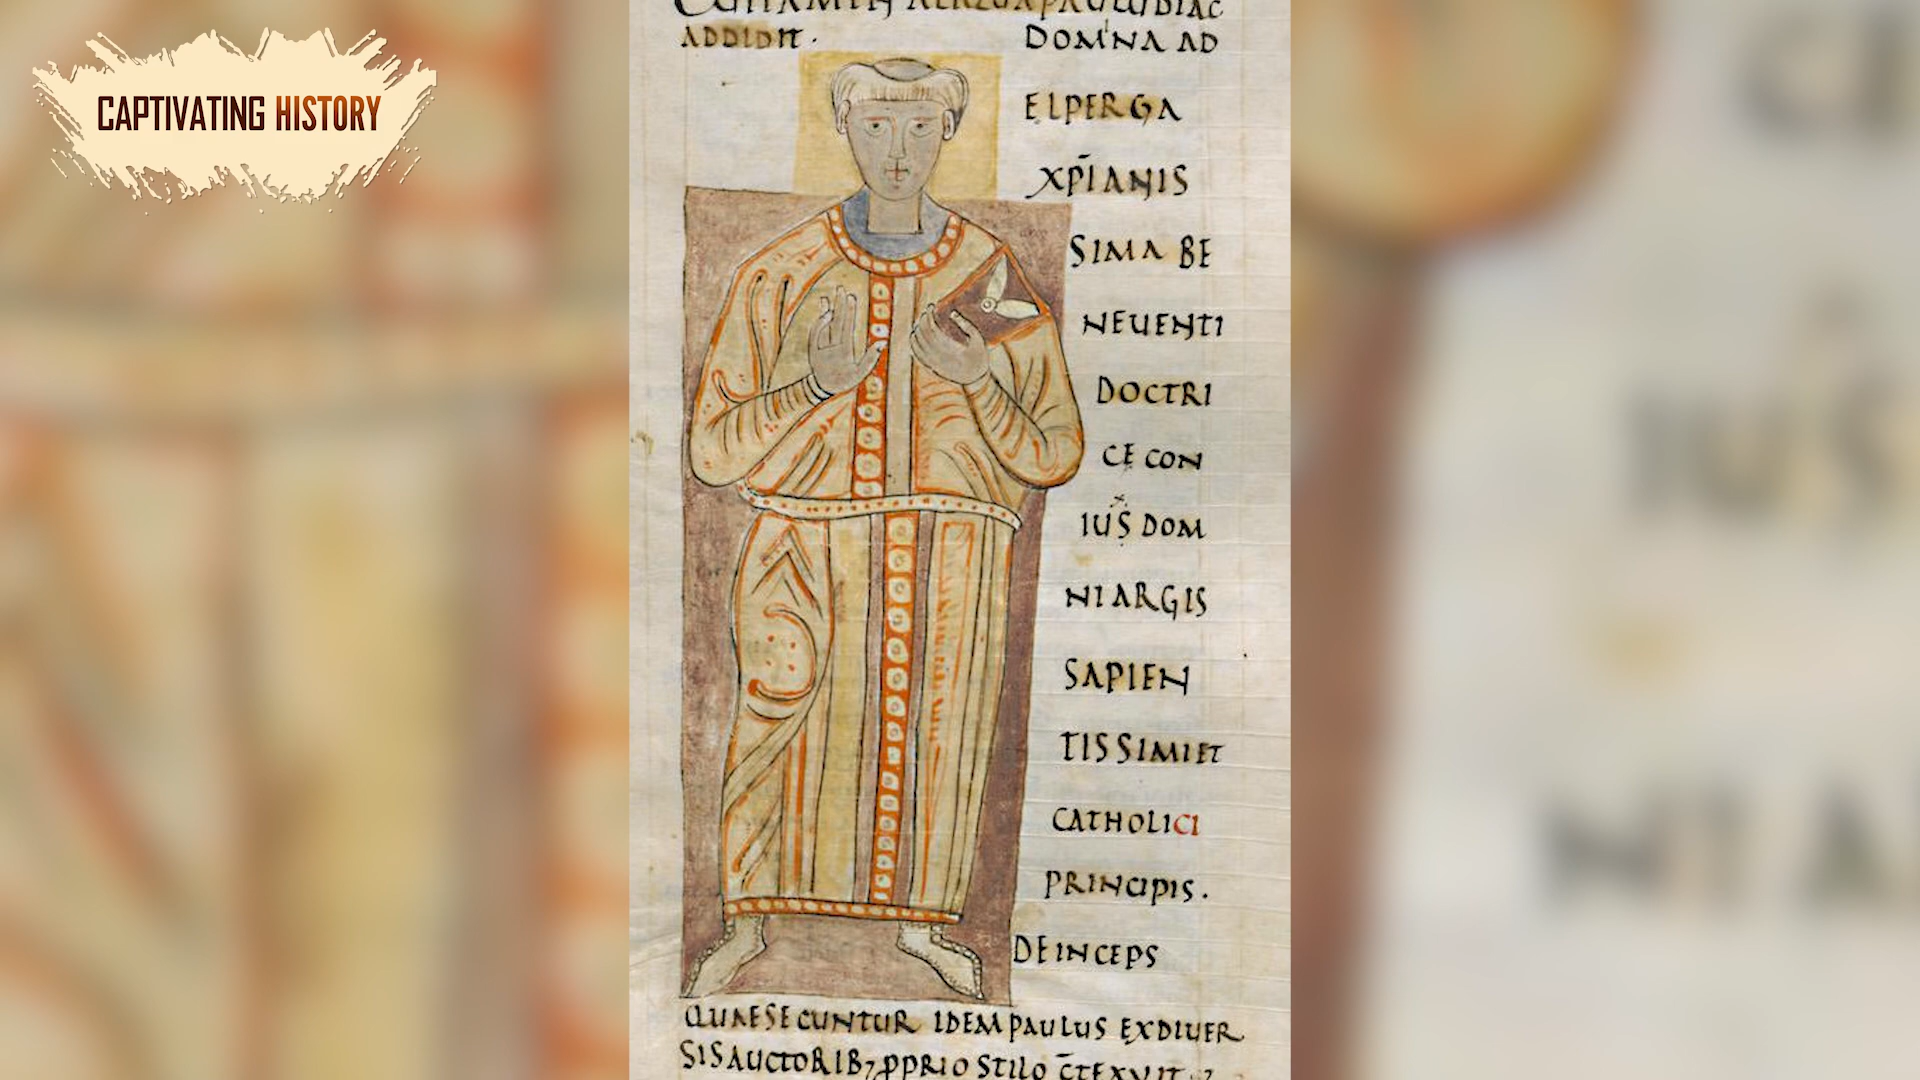 CAPTIVATING HISTORY
ADDIDIT.
DOMNA AD
ELPERGA
XPĪANIS
SIMA BE
NEUENTI
DOCTRI
CE CON
IUS DOM
NI ARGIS
SAPIEN
TISSIMI ET
CATHOLICI
PRINCIPIS.
DEINCEPS
QUAE SECUNTUR IDEM PAULUS EX DIUER
SIS AUCTORIB; PPRIO STILO